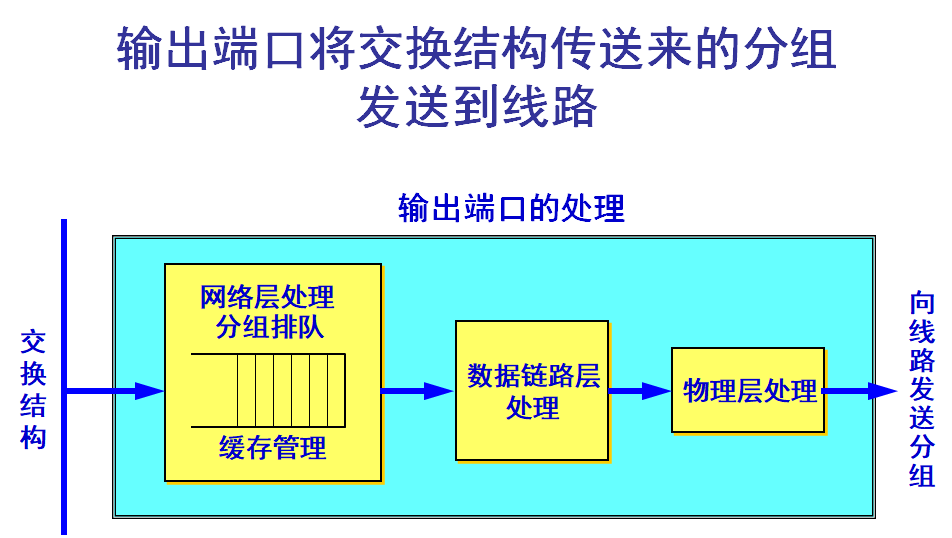 输出端口将交换结构传送来的分组
发送到线路
输出端口的处理
交换结构
网络层处理
分组排队
缓存管理
数据链路层
处理
物理层处理
向线路发送分组